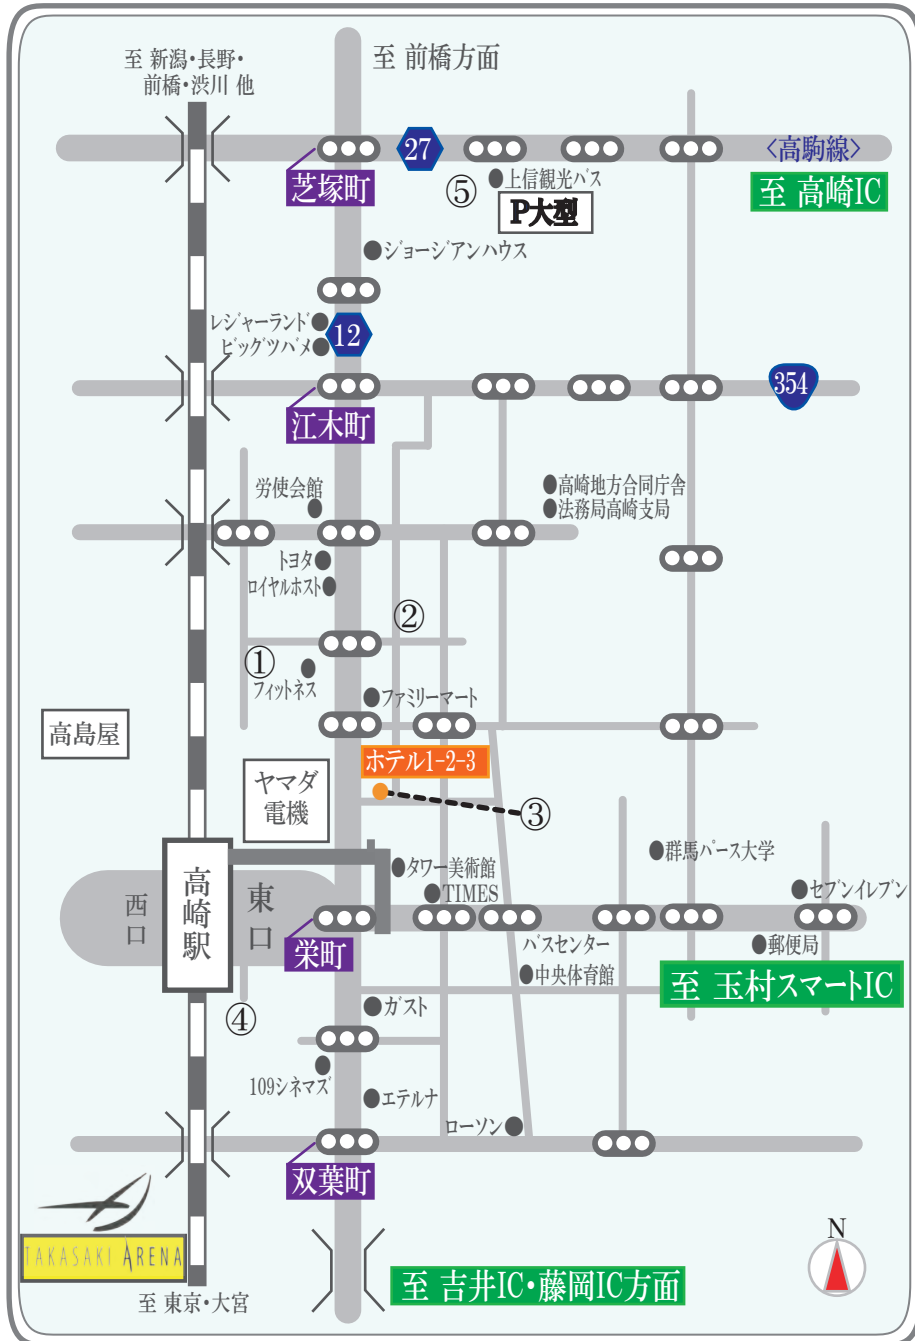 至 新潟・長野・
前橋・渋川 他
至 前橋方面
27
〈高駒線〉
芝塚町
⑤
上信観光バス
P大型
至 高崎IC
ジョージアンハウス
レジャーランド
ビッグツバメ
12
354
江木町
労使会館
高崎地方合同庁舎
法務局高崎支局
トヨタ
ロイヤルホスト
②
①
フィットネス
ファミリーマート
高島屋
ホテル1-2-3
ヤマダ
電機
③
群馬パース大学
タワー美術館
TIMES
セブンイレブン
西口
高崎駅
東口
栄町
バスセンター
郵便局
中央体育館
至 玉村スマートIC
④
ガスト
109シネマズ
エテルナ
ローソン
双葉町
TAKASAKI ARENA
N
至 吉井IC・藤岡IC方面
至 東京・大宮